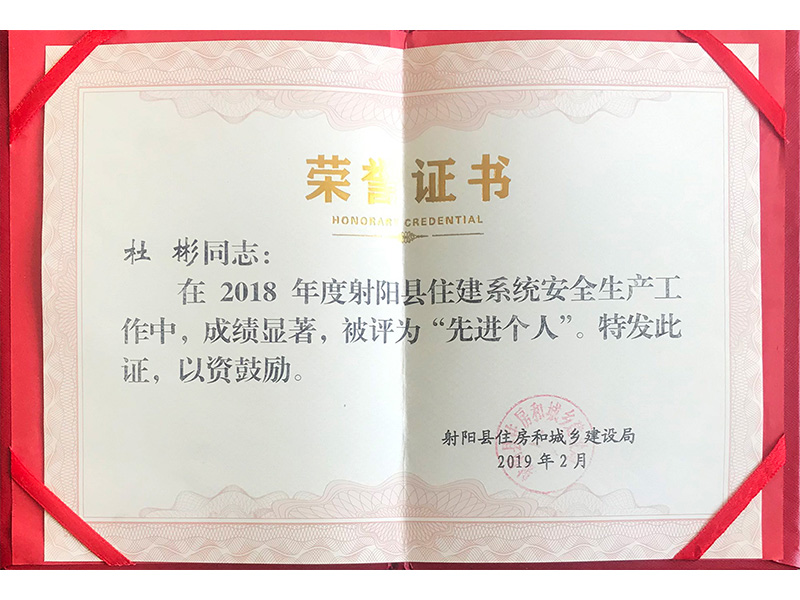 荣誉证书
HONORARY CREDENTIAL
杜 彬同志：
在 2018 年度射阳县住建系统安全生产工
作中，成绩显著，被评为“先进个人”。特发此
证，以资鼓励。
射阳县住房和城乡建设局
2019 年 2 月